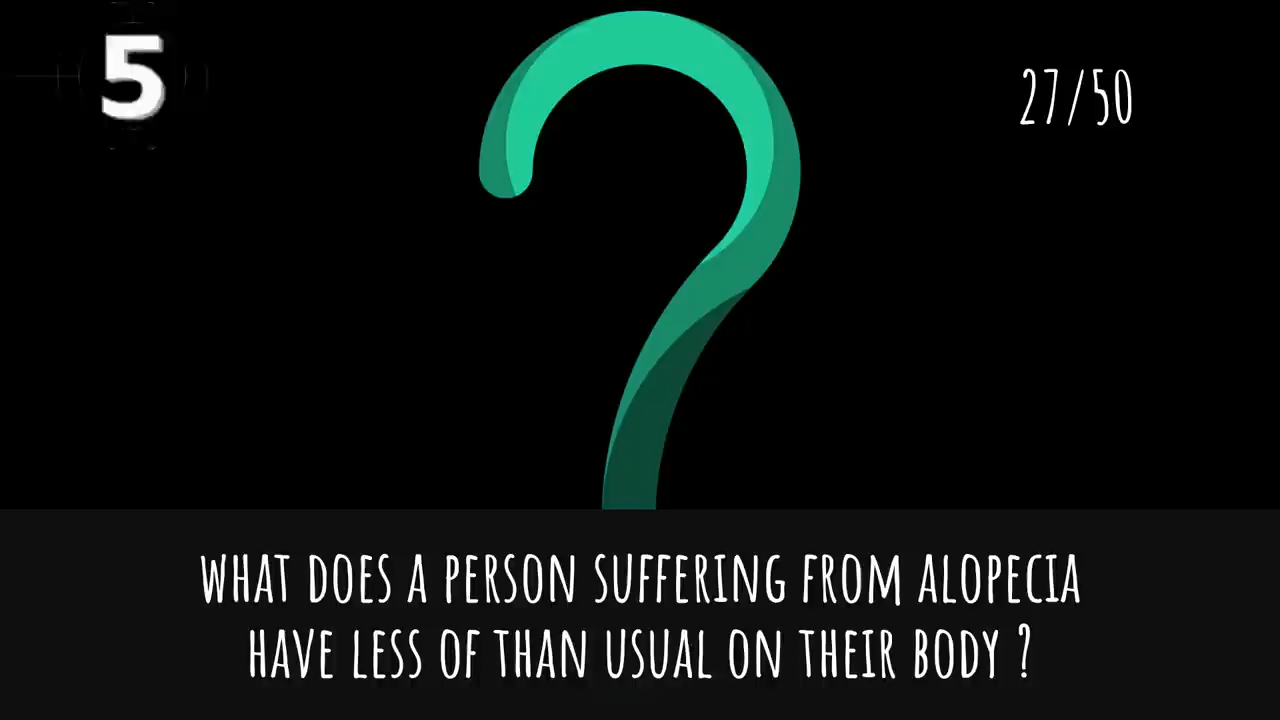 5
27/50
WHAT DOES A PERSON SUFFERING FROM ALOPECIA
HAVE LESS OF THAN USUAL ON THEIR BODY ?